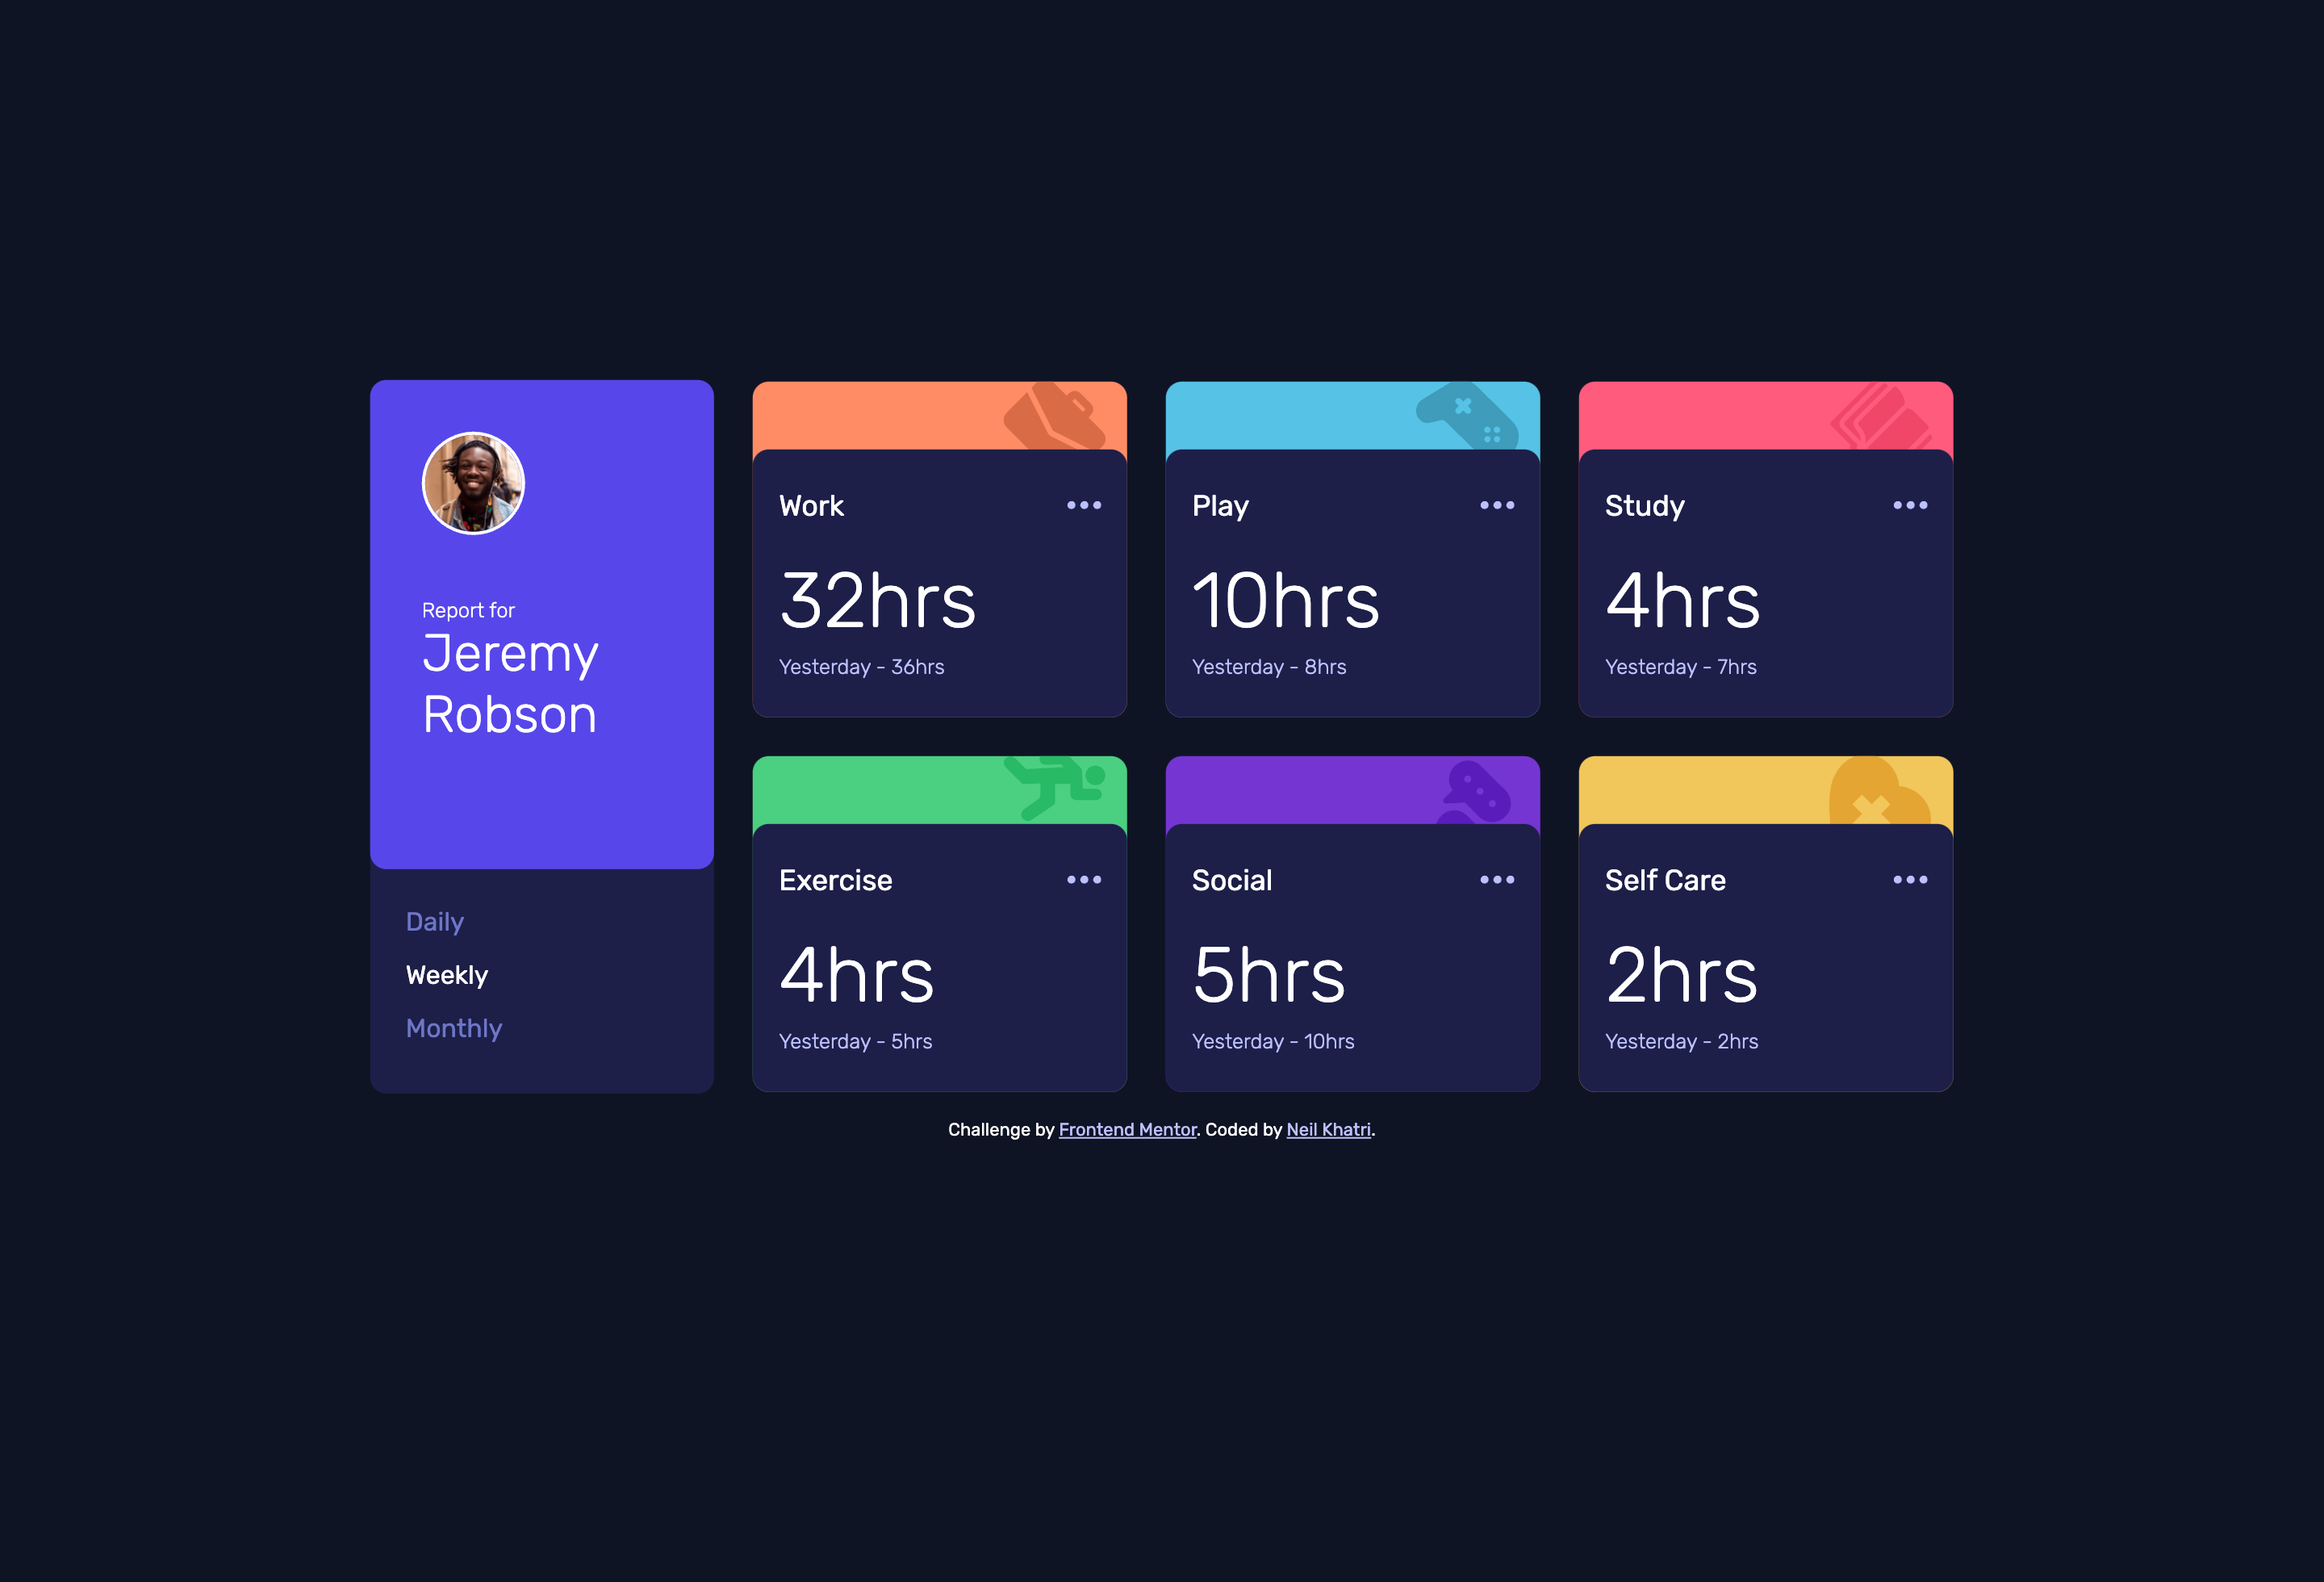 Report for
Jeremy
Robson
Daily
Weekly
Monthly
Work
32hrs
Yesterday - 36hrs
Play
10hrs
Yesterday - 8hrs
Study
4hrs
Yesterday - 7hrs
Exercise
4hrs
Yesterday - 5hrs
Social
5hrs
Yesterday - 10hrs
Self Care
2hrs
Yesterday - 2hrs
Challenge by Frontend Mentor. Coded by Neil Khatri.